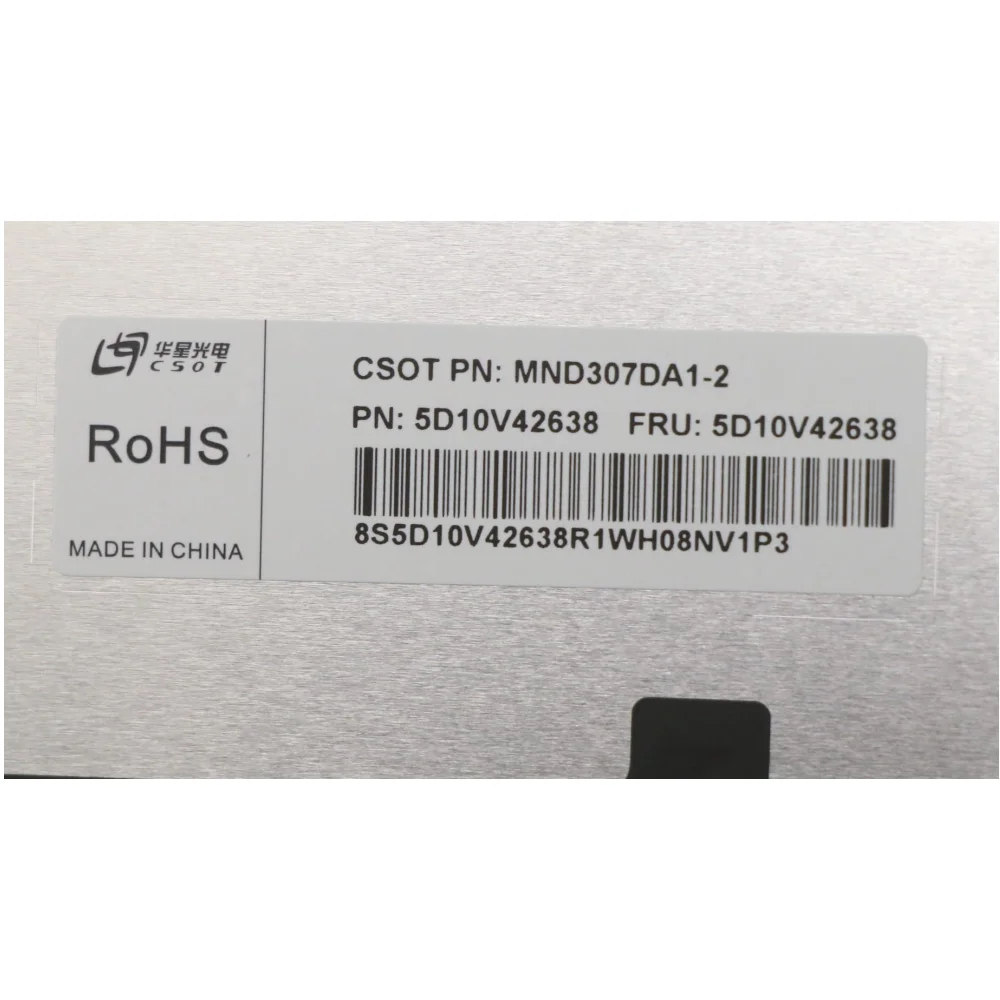 华星光电
CSOT
RoHS
MADE IN CHINA
CSOT PN: MND307DA1-2
PN: 5D10V42638 FRU: 5D10V42638
8S5D10V42638R1WH08NV1P3